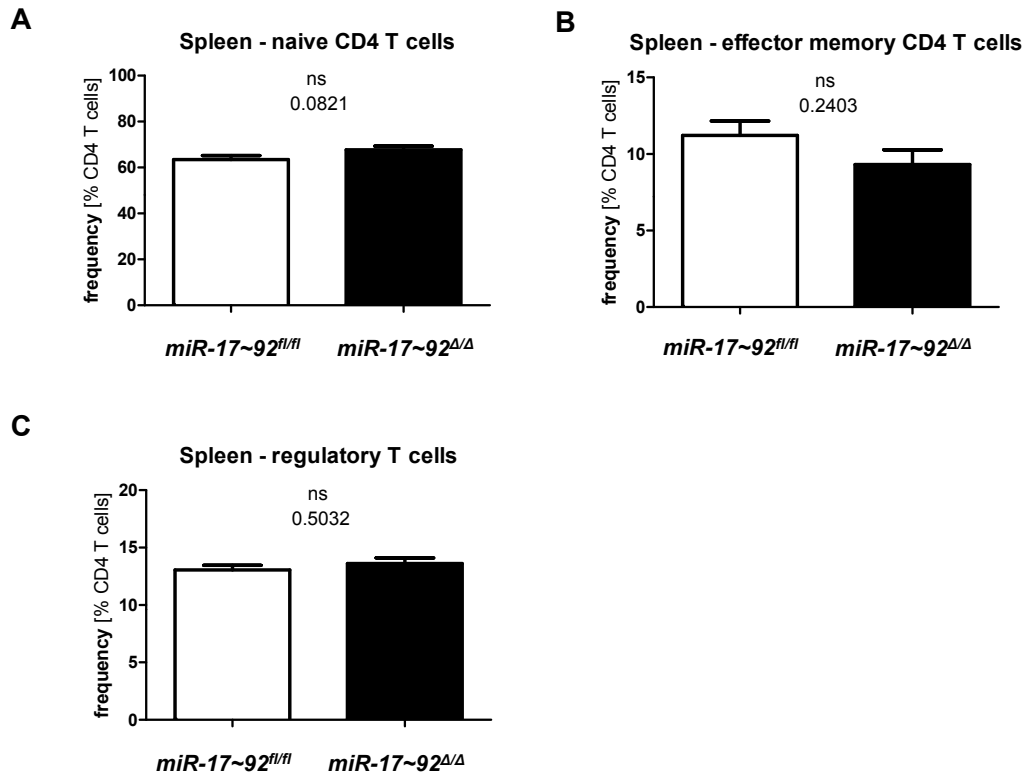 A
Spleen - naive CD4 T cells
frequency [% CD4 T cells]
100
80
60
40
20
0
ns
0.0821
miR-17~92fl/fl miR-17~92Δ/Δ
B
Spleen - effector memory CD4 T cells
frequency [% CD4 T cells]
15
10
5
0
ns
0.2403
miR-17~92fl/fl miR-17~92Δ/Δ
C
Spleen - regulatory T cells
frequency [% CD4 T cells]
20
15
10
5
0
ns
0.5032
miR-17~92fl/fl miR-17~92Δ/Δ